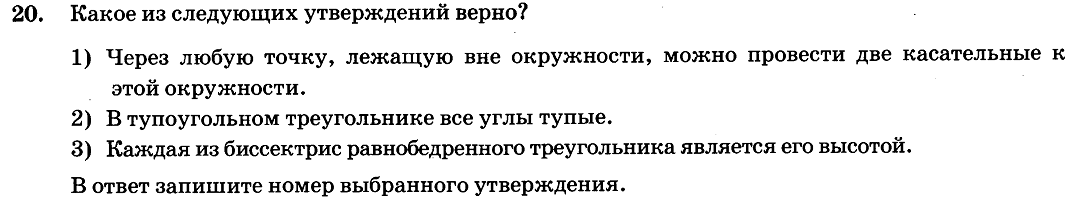 20. Какое из следующих утверждений верно?
1) Через любую точку, лежащую вне окружности, можно провести две касательные к
этой окружности.
2) В тупоугольном треугольнике все углы тупые.
3) Каждая из биссектрис равнобедренного треугольника является его высотой.
В ответ запишите номер выбранного утверждения.